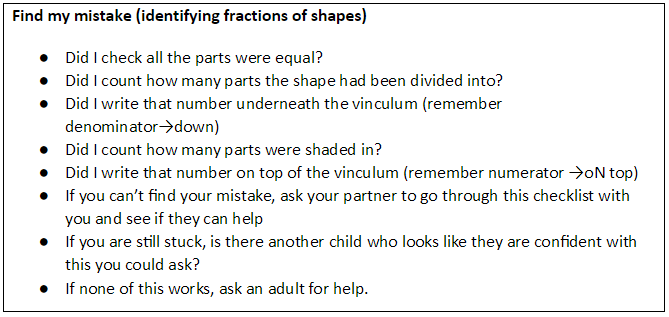 Find my mistake (identifying fractions of shapes)
● Did I check all the parts were equal?
● Did I count how many parts the shape had been divided into?
● Did I write that number underneath the vinculum (remember
denominator→down)
● Did I count how many parts were shaded in?
● Did I write that number on top of the vinculum (remember numerator →oN top)
● If you can’t find your mistake, ask your partner to go through this checklist with
you and see if they can help
● If you are still stuck, is there another child who looks like they are confident with
this you could ask?
● If none of this works, ask an adult for help.